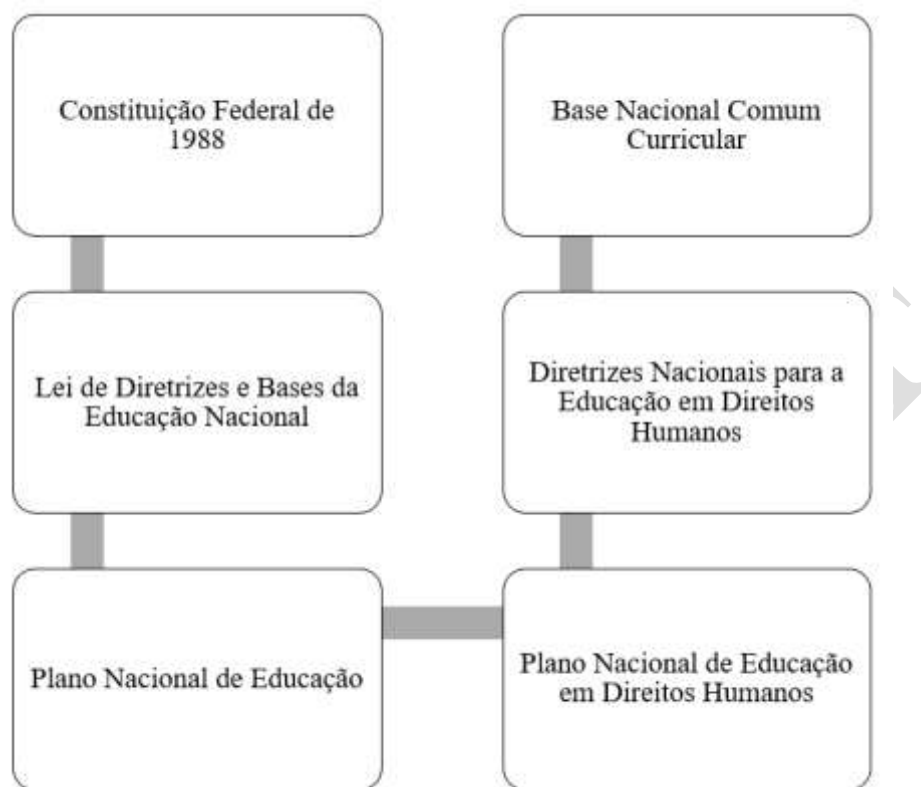 Constituição Federal de
1988
Lei de Diretrizes e Bases da
Educação Nacional
Plano Nacional de Educação
Plano Nacional de Educação
em Direitos Humanos
Diretrizes Nacionais para a
Educação em Direitos
Humanos
Base Nacional Comum
Curricular